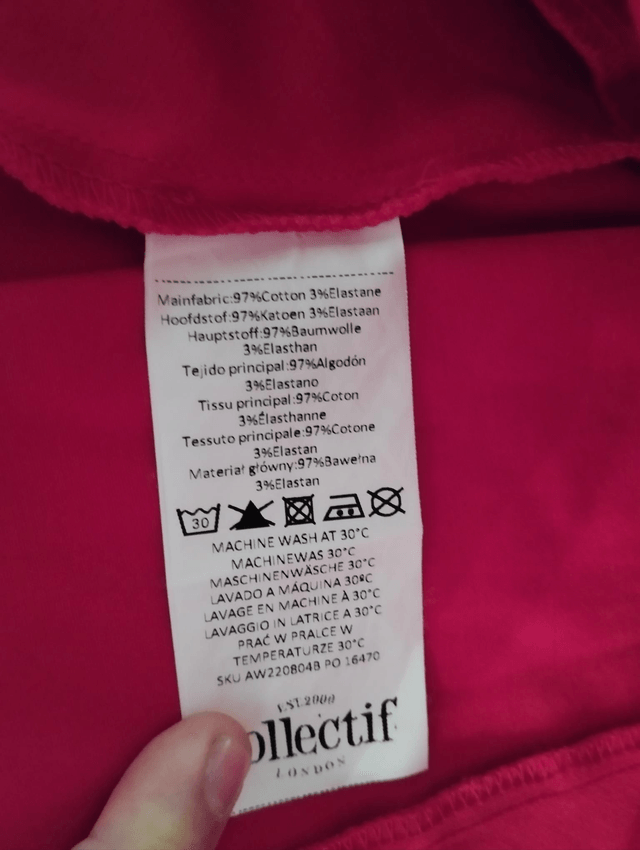 Mainfabric:97%Cotton 3%Elastane
Hoofdstof:97%Katoen 3%Elastaan
Hauptstoff:97%Baumwolle
3%Elasthan
Tejido principal:97%Algodón
3%Elastano
Tissu principal:97%Coton
3%Élasthanne
Tessuto principale:97%Cotone
3%Elastan
Materiał główny:97%Bawełna
3%Elastan
30
MACHINE WASH AT 30°C
MACHINEWAS 30°C
MASCHINENWÄSCHE 30°C
LAVADO A MÁQUINA 30ºC
LAVAGE EN MACHINE À 30°C
LAVAGGIO IN LATRICE A 30°C
PRAĆ W PRALCE W
TEMPERATURZE 30°C
SKU AW220804B PO 16470
EST.2000
ollectif
LONDON